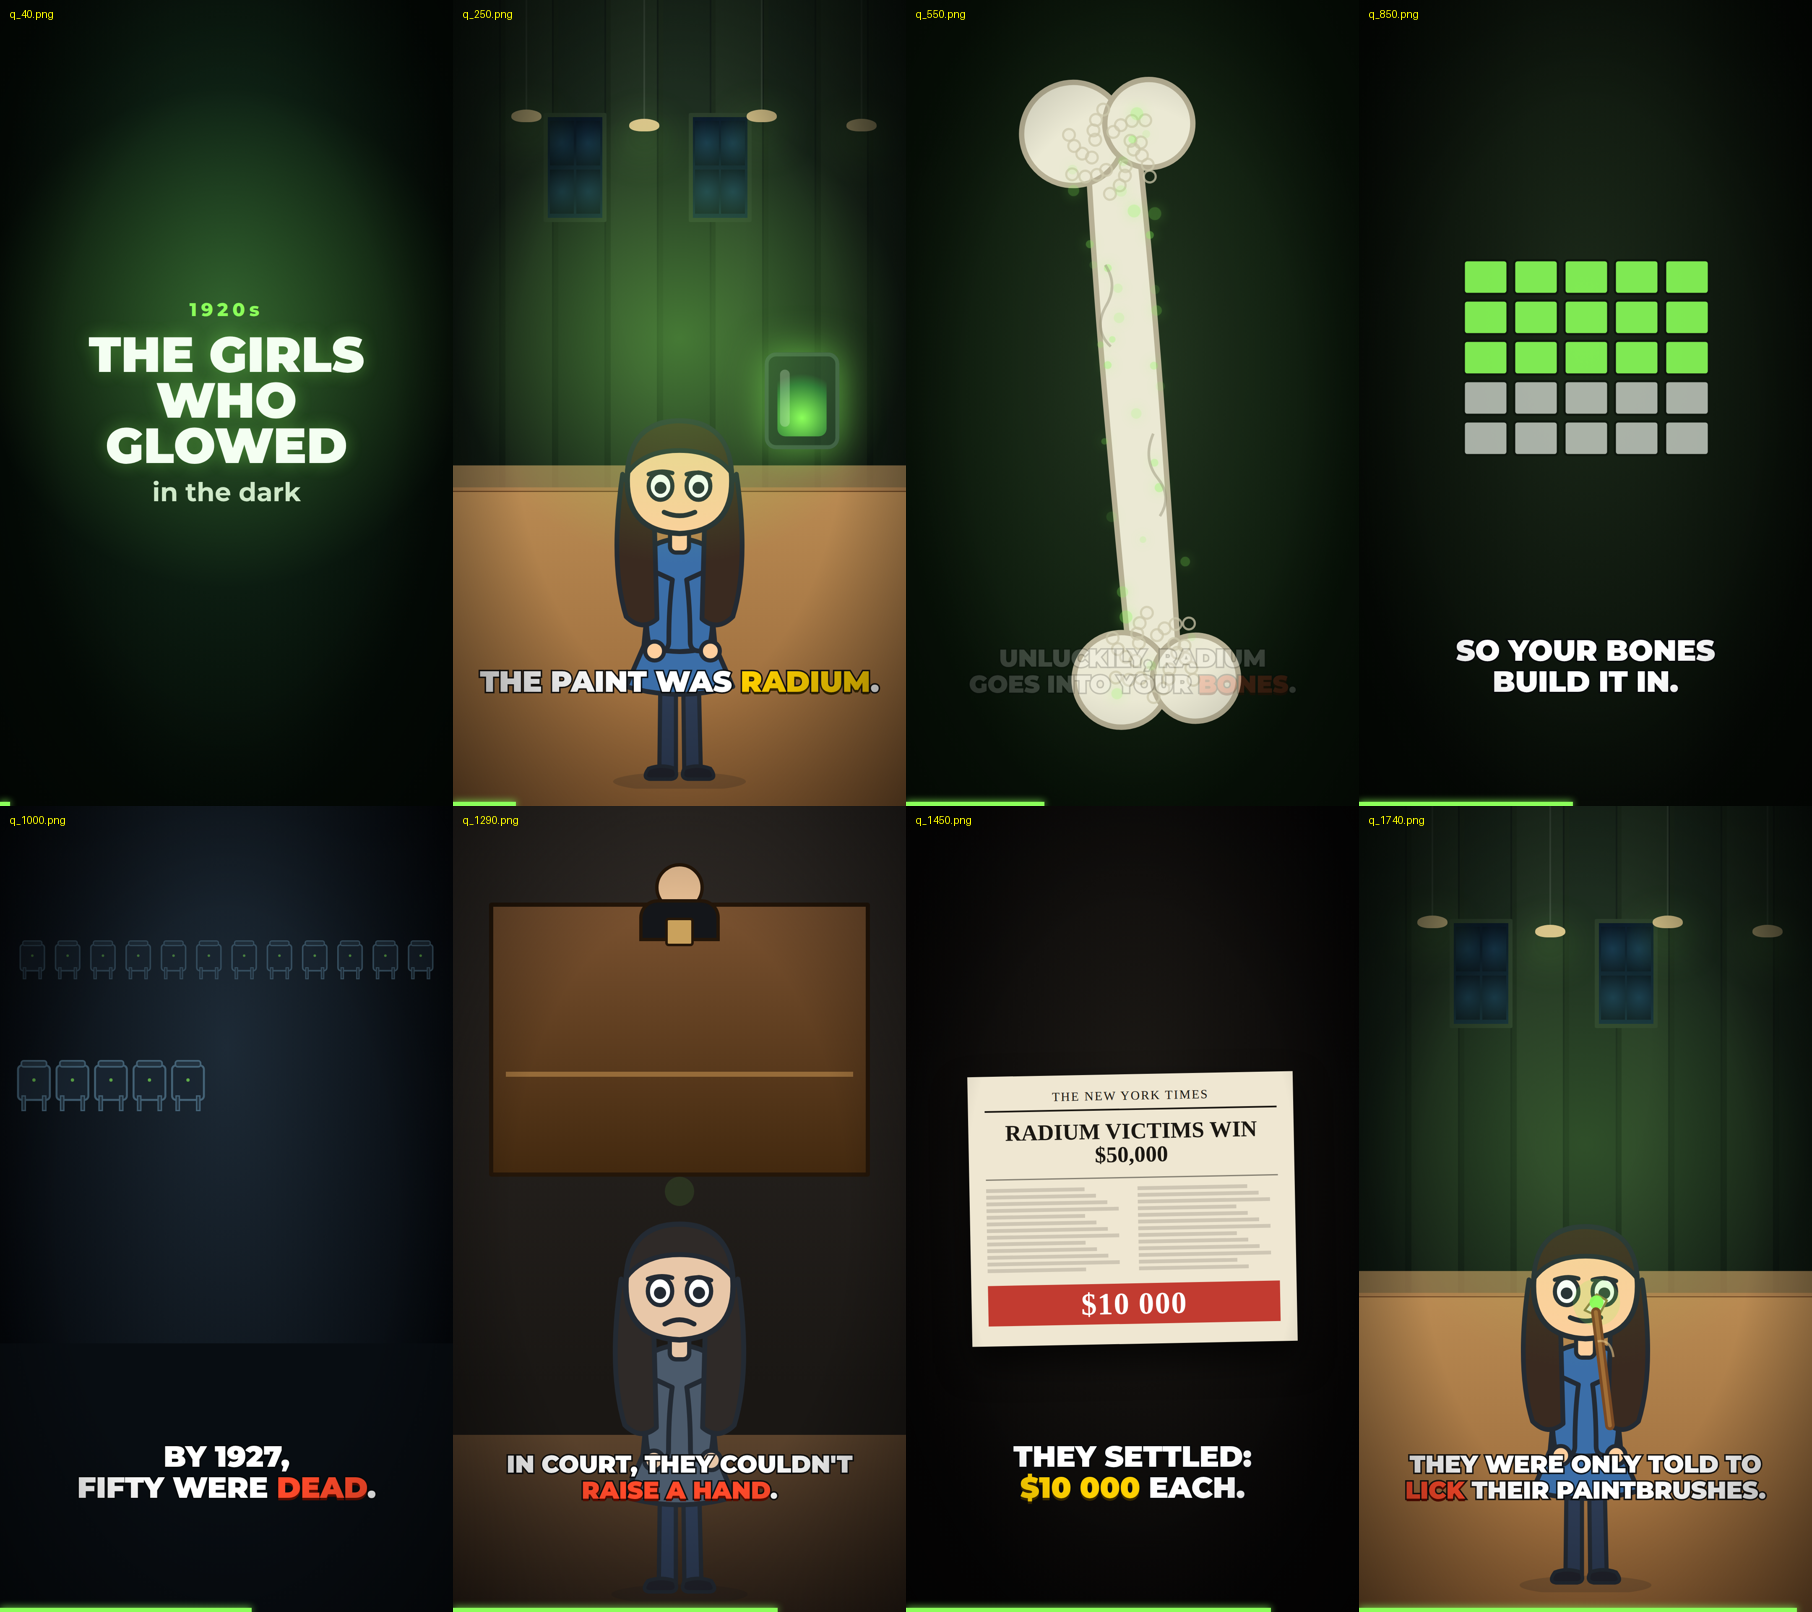 q_40.png
1920s
THE GIRLS
WHO
GLOWED
in the dark
q_250.png
THE PAINT WAS RADIUM.
q_550.png
UNLUCKILY, RADIUM
GOES INTO YOUR BONES.
q_850.png
SO YOUR BONES
BUILD IT IN.
q_1000.png
BY 1927,
FIFTY WERE DEAD.
q_1290.png
IN COURT, THEY COULDN'T
RAISE A HAND.
q_1450.png
THE NEW YORK TIMES
RADIUM VICTIMS WIN
$50,000
$10 000
THEY SETTLED:
$10 000 EACH.
q_1740.png
THEY WERE ONLY TOLD TO
LICK THEIR PAINTBRUSHES.